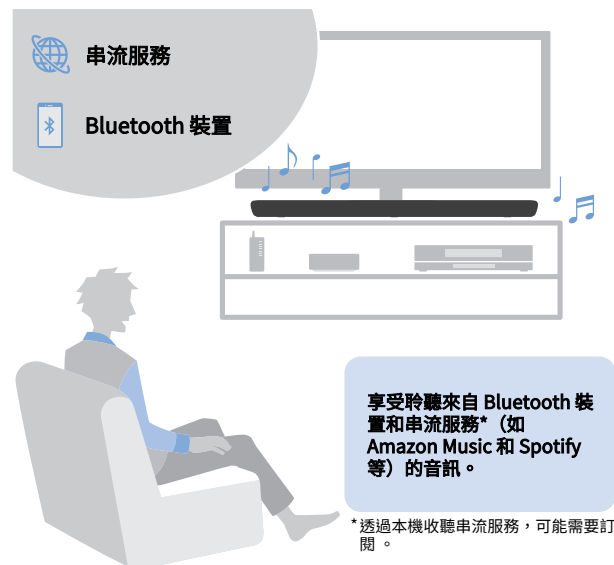 串流服務
Bluetooth 裝置
享受聆聽來自 Bluetooth 裝
置和串流服務*（如
Amazon Music 和 Spotify
等）的音訊。
*透過本機收聽串流服務，可能需要訂
閱 。